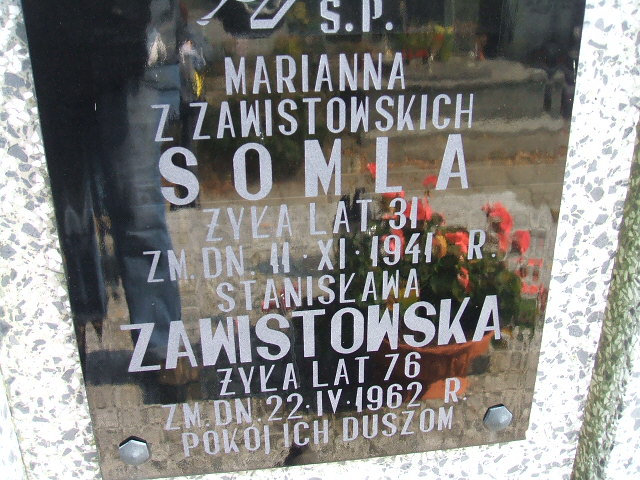 Ś.P.
MARIANNA
Z ZAWISTOWSKICH
SOMLA
ŻYŁA LAT 31
ZM. DN. 11·XI·1941 R.
STANISŁAWA
ZAWISTOWSKA
ŻYŁA LAT 76
ZM. DN. 22·IV·1962 R.
POKÓJ ICH DUSZOM